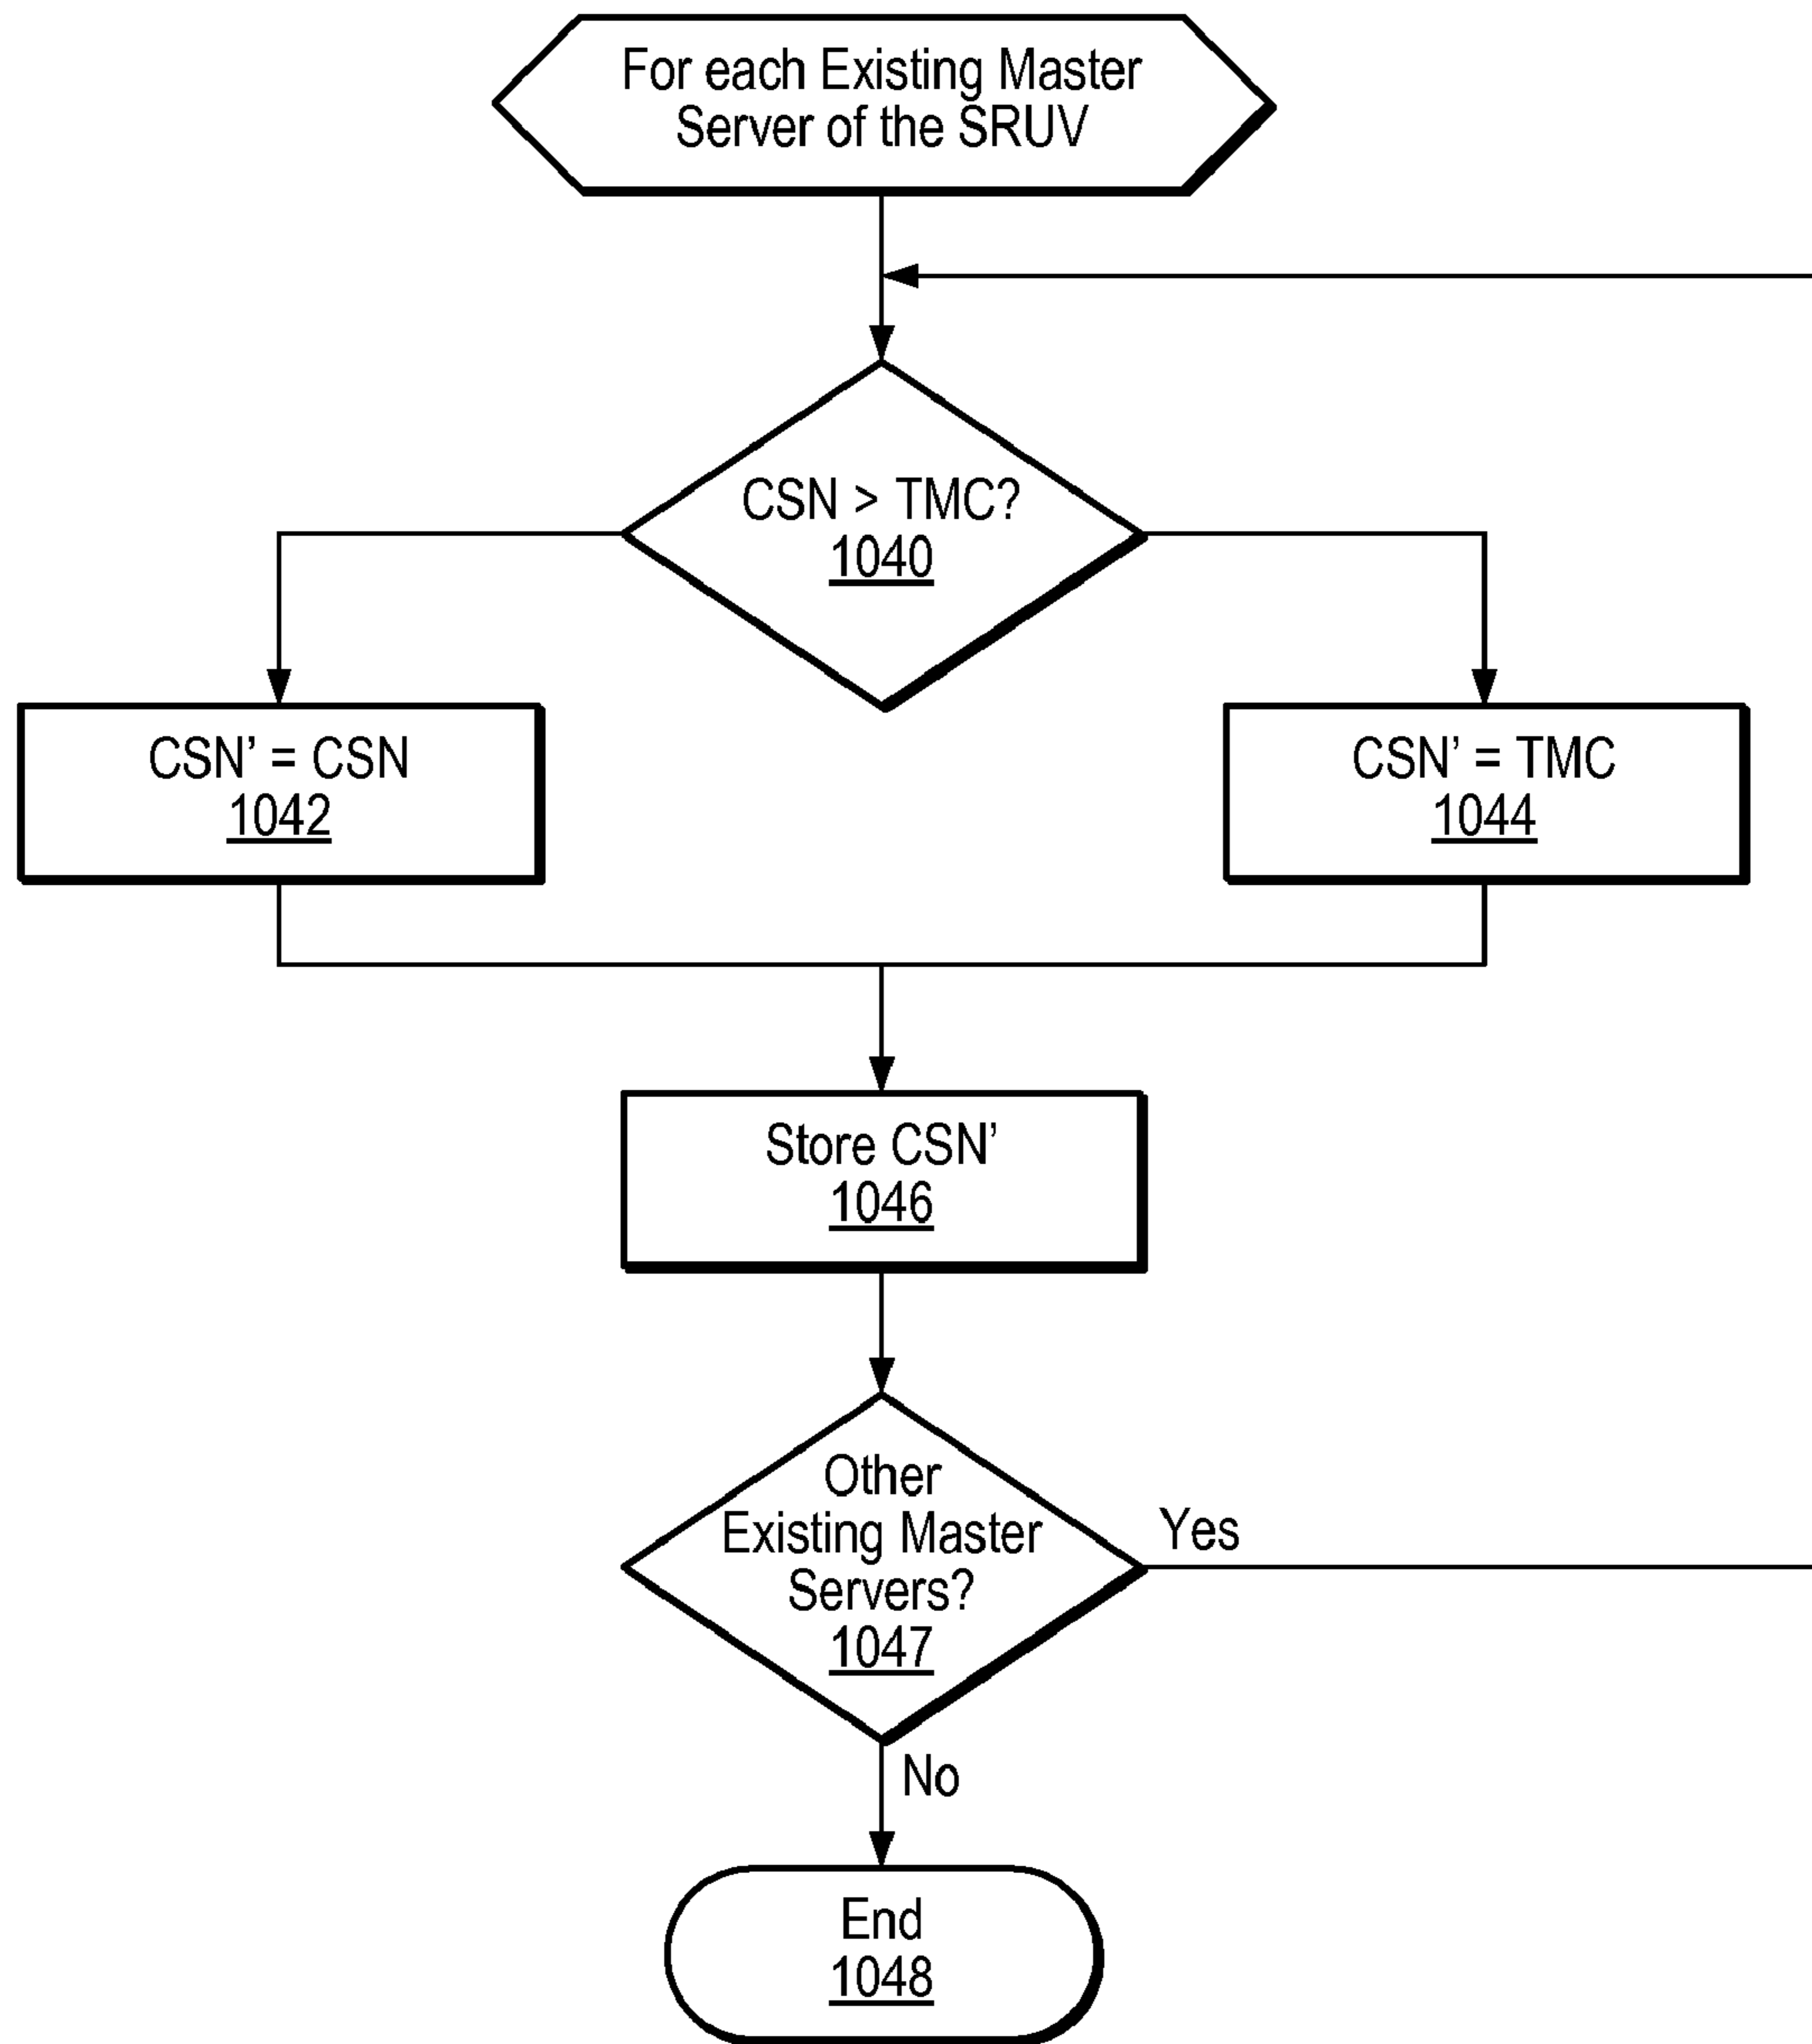 For each Existing Master
Server of the SRUV
CSN > TMC?
1040
CSN’ = CSN
1042
CSN’ = TMC
1044
Store CSN’
1046
Other
Existing Master
Servers?
1047
Yes
No
End
1048